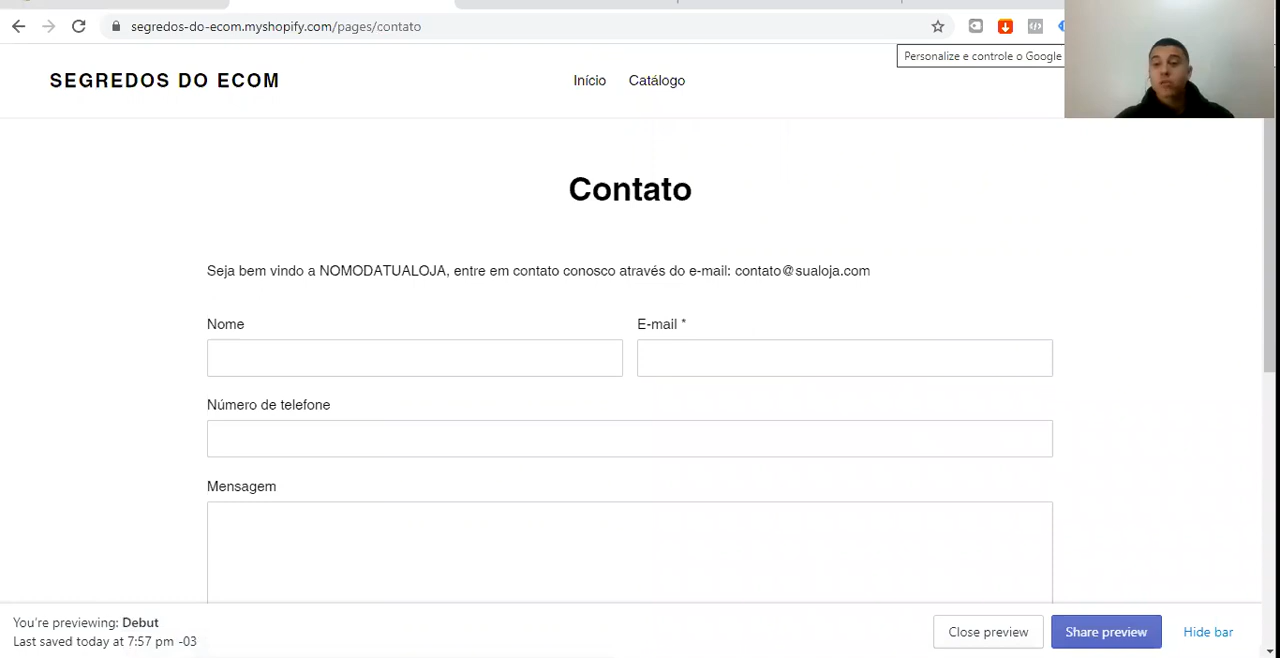 segredos-do-ecom.myshopify.com/pages/contato
Personalize e controle o Google
SEGREDOS DO ECOM
Início Catálogo
Contato
Seja bem vindo a NOMODATUALOJA, entre em contato conosco através do e-mail: contato@sualoja.com
Nome E-mail *
Número de telefone
Mensagem
You're previewing: Debut
Last saved today at 7:57 pm -03
Close preview Share preview Hide bar